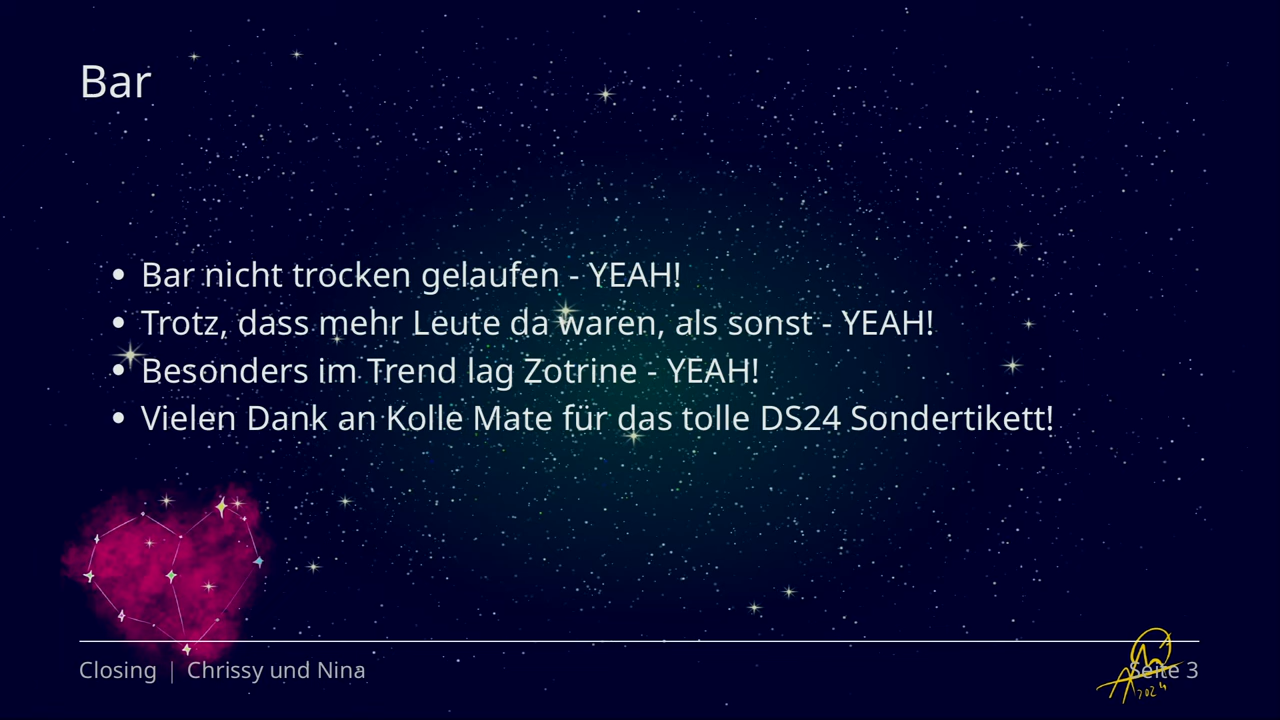 Bar
• Bar nicht trocken gelaufen - YEAH!
• Trotz, dass mehr Leute da waren, als sonst - YEAH!
• Besonders im Trend lag Zotrine - YEAH!
• Vielen Dank an Kolle Mate für das tolle DS24 Sondertikett!
Closing | Chrissy und Nina
Seite 3
2024